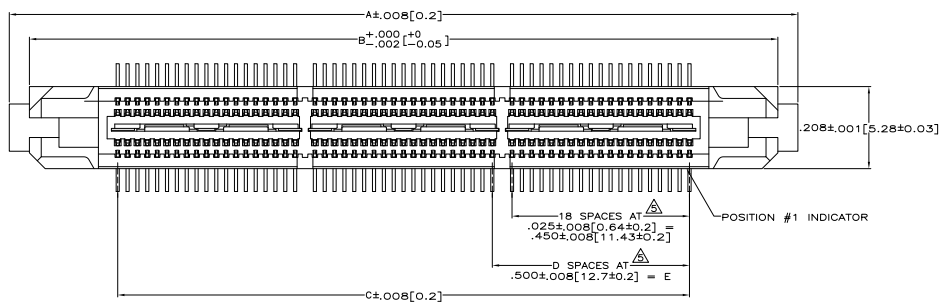 A±.008[0.2]
B+.000 -.002 [+0 -0.05]
.208±.001[5.28±0.03]
18 SPACES AT 5
.025±.008[0.64±0.2] =
.450±.008[11.43±0.2]
POSITION #1 INDICATOR
D SPACES AT 5
.500±.008[12.7±0.2] = E
C±.008[0.2]